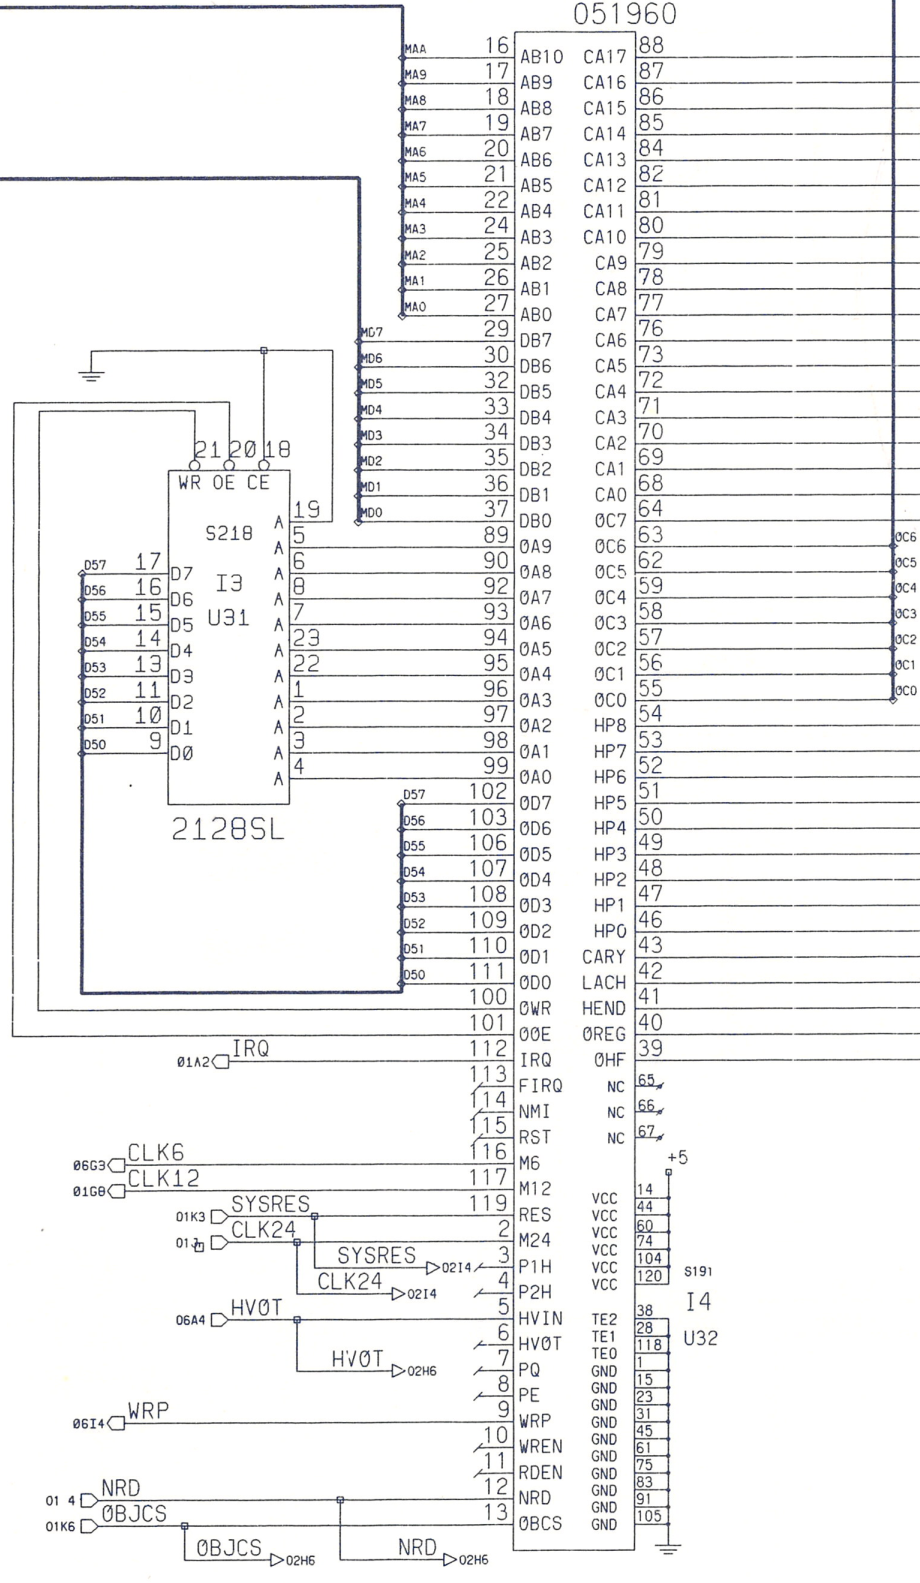 051960
MAA 16 AB10 CA17 88
MA9 17 AB9 CA16 87
MA8 18 AB8 CA15 86
MA7 19 AB7 CA14 85
MA6 20 AB6 CA13 84
MA5 21 AB5 CA12 82
MA4 22 AB4 CA11 81
MA3 24 AB3 CA10 80
MA2 25 AB2 CA9 79
MA1 26 AB1 CA8 78
MA0 27 AB0 CA7 77
MD7 29 DB7 CA6 76
MD6 30 DB6 CA5 73
MD5 32 DB5 CA4 72
MD4 33 DB4 CA3 71
MD3 34 DB3 CA2 70
MD2 35 DB2 CA1 69
MD1 36 DB1 CA0 68
MD0 37 DB0 0C7 64
21 20 18
WR OE CE
S218
I3
U31
2128SL
A 19
A 5 89 0A9 0C6 63 0C6
A 6 90 0A8 0C5 62 0C5
A 8 92 0A7 0C4 59 0C4
A 7 93 0A6 0C3 58 0C3
A 23 94 0A5 0C2 57 0C2
A 22 95 0A4 0C1 56 0C1
A 1 96 0A3 0C0 55 0C0
A 2 97 0A2 HP8 54
A 3 98 0A1 HP7 53
A 4 99 0A0 HP6 52
D57 17 D7
D56 16 D6
D55 15 D5
D54 14 D4
D53 13 D3
D52 11 D2
D51 10 D1
D50 9 D0
D57 102 0D7 HP5 51
D56 103 0D6 HP4 50
D55 106 0D5 HP3 49
D54 107 0D4 HP2 48
D53 108 0D3 HP1 47
D52 109 0D2 HP0 46
D51 110 0D1 CARY 43
D50 111 0D0 LACH 42
100 0WR HEND 41
101 00E 0REG 40
01A2 IRQ 112 IRQ 0HF 39
113 FIRQ NC 65
114 NMI NC 66
115 RST NC 67
06G3 CLK6 116 M6
01G8 CLK12 117 M12
01K3 SYSRES 119 RES
CLK24 2 M24
SYSRES 02I4 3 P1H
CLK24 02I4 4 P2H
06A4 HV0T 5 HVIN
6 HV0T
HV0T 02H6 7 PQ
8 PE
06I4 WRP 9 WRP
10 WREN
11 RDEN
NRD 12 NRD
01K6 0BJCS 13 0BCS
0BJCS 02H6 NRD 02H6
+5
VCC 14
VCC 44
VCC 60
VCC 74
VCC 104
VCC 120
S191
I4
U32
TE2 38
TE1 28
TE0 118
GND 1
GND 15
GND 23
GND 31
GND 45
GND 61
GND 75
GND 83
GND 91
GND 105